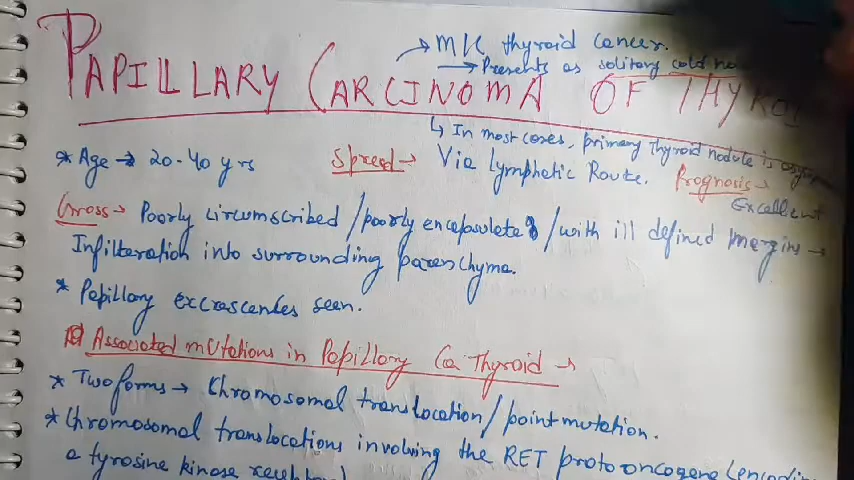 → MK thyroid cancer.
→ Presents as solitary cold
PAPILLARY CARCINOMA OF
↳ In most cases, primary Thyroid nodule is
* Age → 20-40 yrs
Spread → Via Lymphatic Route.
Prognosis → Excellent
Gross → Poorly circumscribed / poorly encapsulated / with ill defined margins →
Infilteration into surrounding parenchyma.
* Papillary excrascentes seen.
Associated mutations in Papillary Ca Thyroid →
* Two forms → Chromosomal translocation / point mutation.
* Chromosomal translocations involving the RET protooncogene (encoding
a tyrosine kinase